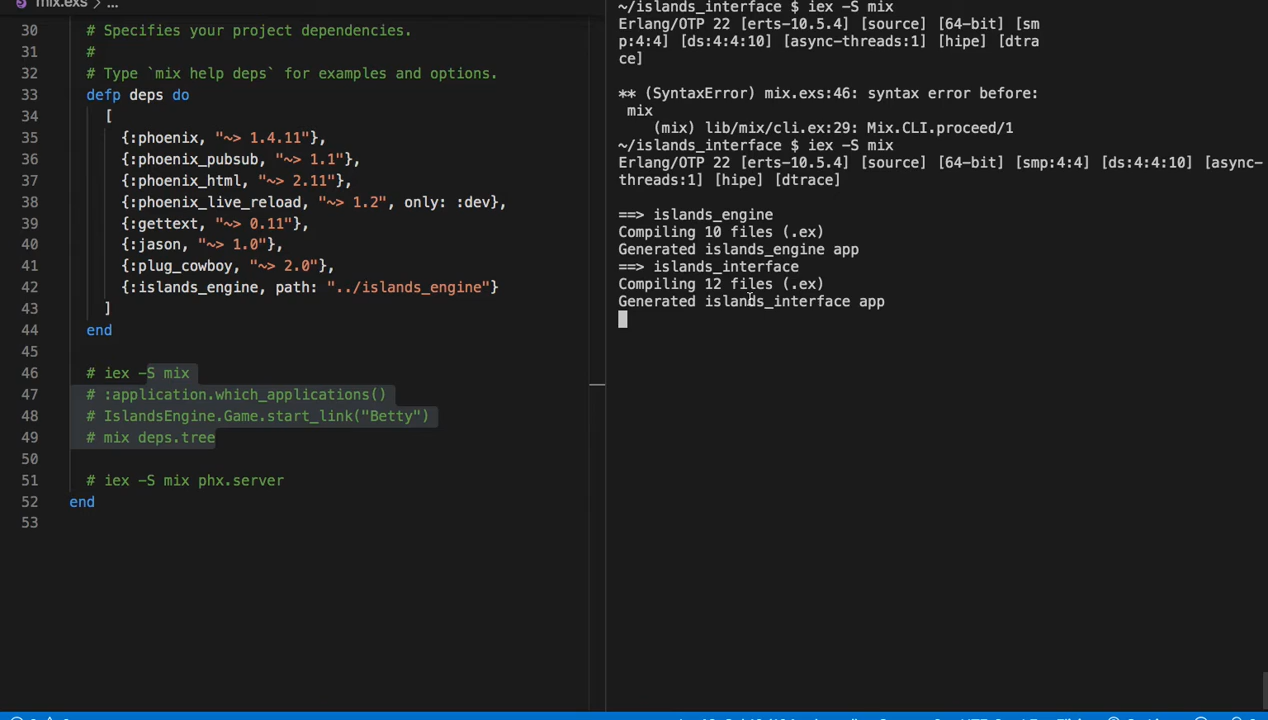 mix.exs > ...
30 # Specifies your project dependencies.
31 #
32 # Type `mix help deps` for examples and options.
33 defp deps do
34 [
35 {:phoenix, "~> 1.4.11"},
36 {:phoenix_pubsub, "~> 1.1"},
37 {:phoenix_html, "~> 2.11"},
38 {:phoenix_live_reload, "~> 1.2", only: :dev},
39 {:gettext, "~> 0.11"},
40 {:jason, "~> 1.0"},
41 {:plug_cowboy, "~> 2.0"},
42 {:islands_engine, path: "../islands_engine"}
43 ]
44 end
45
46 # iex -S mix
47 # :application.which_applications()
48 # IslandsEngine.Game.start_link("Betty")
49 # mix deps.tree
50
51 # iex -S mix phx.server
52 end
53
~/islands_interface $ iex -S mix
Erlang/OTP 22 [erts-10.5.4] [source] [64-bit] [sm
p:4:4] [ds:4:4:10] [async-threads:1] [hipe] [dtra
ce]
** (SyntaxError) mix.exs:46: syntax error before:
mix
(mix) lib/mix/cli.ex:29: Mix.CLI.proceed/1
~/islands_interface $ iex -S mix
Erlang/OTP 22 [erts-10.5.4] [source] [64-bit] [smp:4:4] [ds:4:4:10] [async-
threads:1] [hipe] [dtrace]
==> islands_engine
Compiling 10 files (.ex)
Generated islands_engine app
==> islands_interface
Compiling 12 files (.ex)
Generated islands_interface app